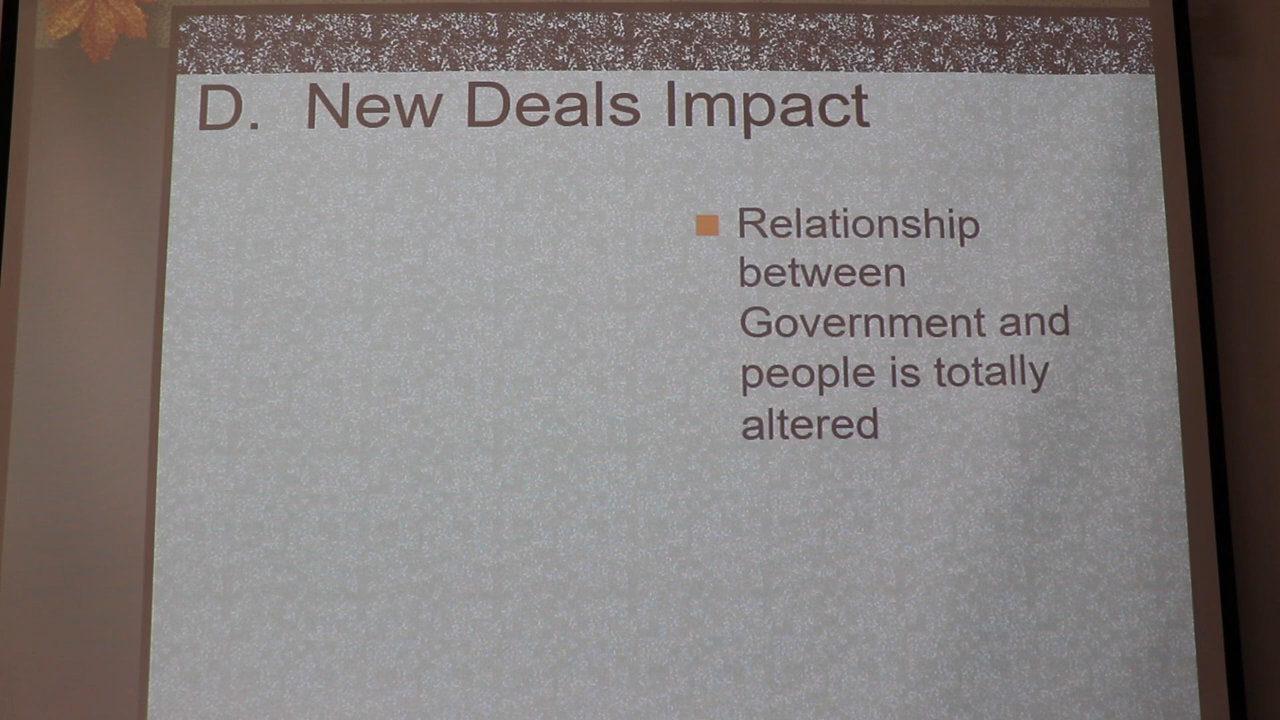 D. New Deals Impact
Relationship
between
Government and
people is totally
altered